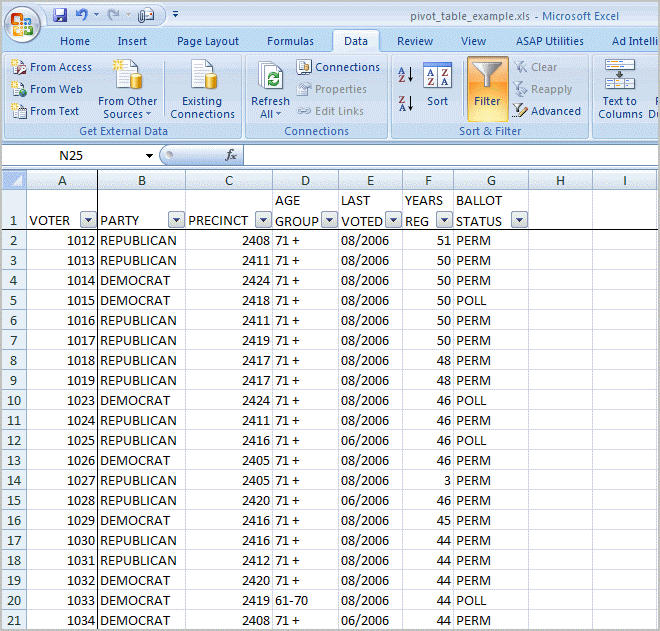 pivot_table_example.xls - Microsoft Excel
Home Insert Page Layout Formulas Data Review View ASAP Utilities Ad Intelli
From Access
From Web
From Text
From Other Sources
Existing Connections
Get External Data
Refresh All
Connections
Properties
Edit Links
Connections
A Z
Z A
A Z Z A
Sort
Filter
Clear
Reapply
Advanced
Sort & Filter
Text to Columns
N25 fx
A B C D E F G H I
1 VOTER PARTY PRECINCT AGE GROUP LAST VOTED YEARS REG BALLOT STATUS
2 1012 REPUBLICAN 2408 71 + 08/2006 51 PERM
3 1013 REPUBLICAN 2411 71 + 08/2006 50 PERM
4 1014 DEMOCRAT 2424 71 + 08/2006 50 PERM
5 1015 DEMOCRAT 2418 71 + 08/2006 50 POLL
6 1016 REPUBLICAN 2411 71 + 08/2006 50 PERM
7 1017 REPUBLICAN 2419 71 + 08/2006 50 PERM
8 1018 REPUBLICAN 2417 71 + 08/2006 48 PERM
9 1019 REPUBLICAN 2417 71 + 08/2006 48 PERM
10 1023 DEMOCRAT 2424 71 + 08/2006 46 POLL
11 1024 REPUBLICAN 2411 71 + 08/2006 46 PERM
12 1025 REPUBLICAN 2416 71 + 06/2006 46 POLL
13 1026 DEMOCRAT 2405 71 + 08/2006 46 PERM
14 1027 REPUBLICAN 2405 71 + 08/2006 3 PERM
15 1028 REPUBLICAN 2420 71 + 06/2006 46 PERM
16 1029 DEMOCRAT 2416 71 + 08/2006 45 PERM
17 1030 REPUBLICAN 2416 71 + 08/2006 44 PERM
18 1031 REPUBLICAN 2412 71 + 08/2006 44 PERM
19 1032 DEMOCRAT 2420 71 + 08/2006 44 PERM
20 1033 DEMOCRAT 2419 61-70 08/2006 44 POLL
21 1034 DEMOCRAT 2408 71 + 06/2006 44 PERM